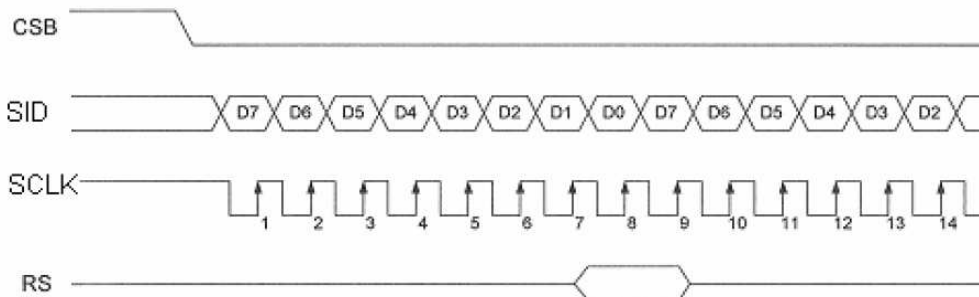 CSB
SID D7 D6 D5 D4 D3 D2 D1 D0 D7 D6 D5 D4 D3 D2
SCLK
1 2 3 4 5 6 7 8 9 10 11 12 13 14
RS